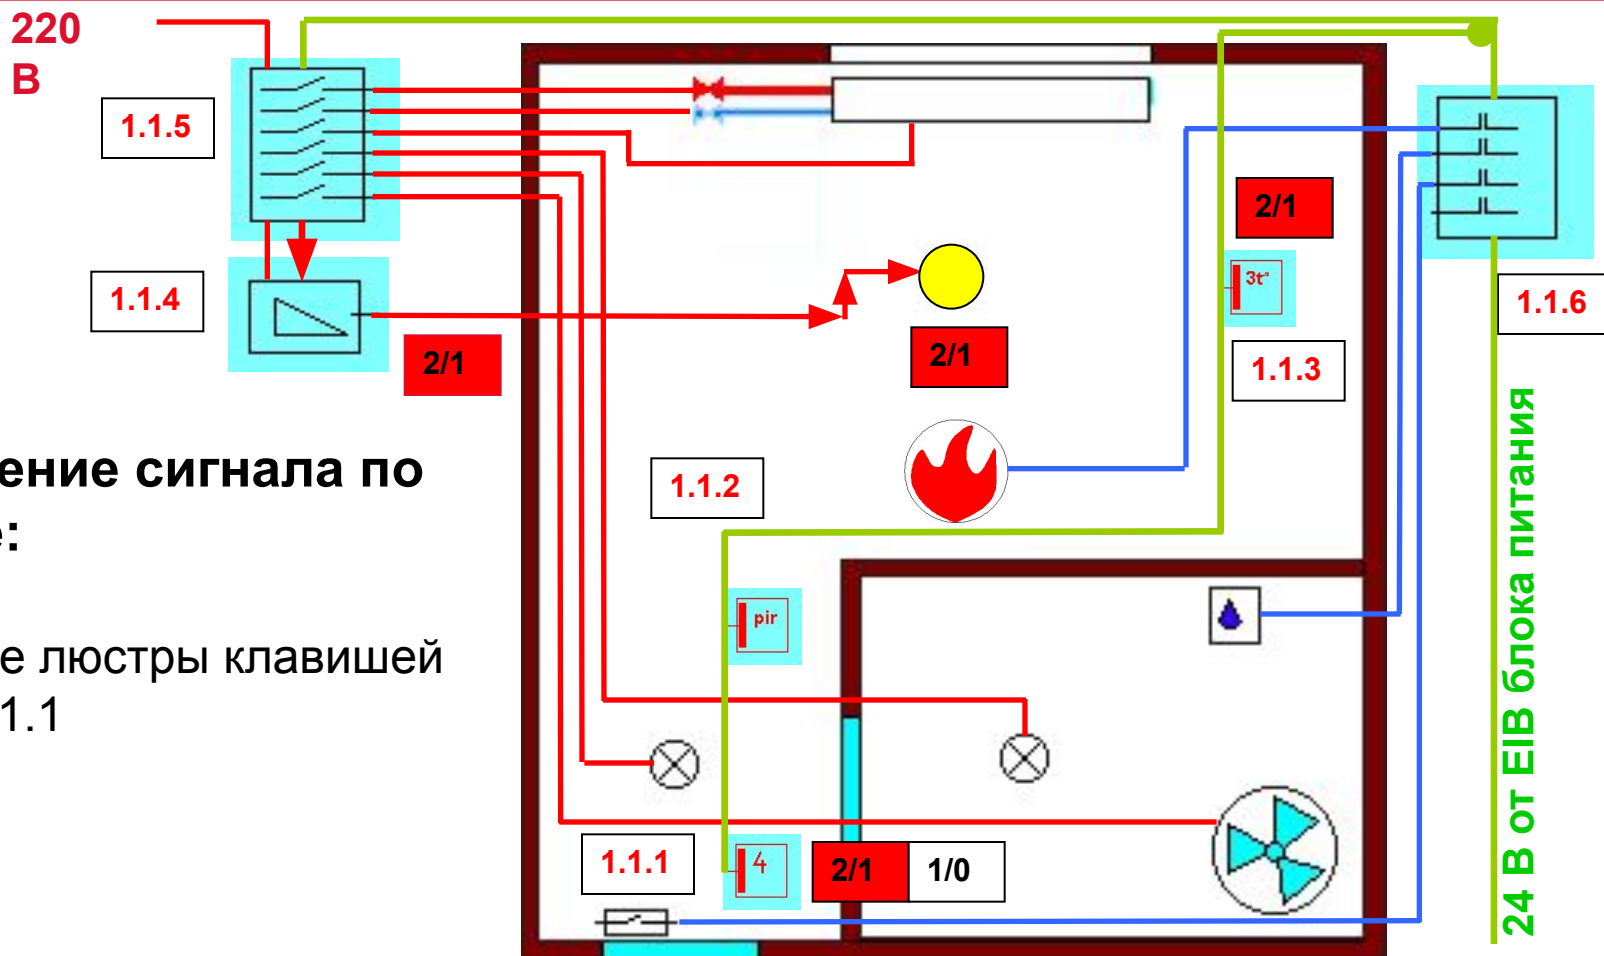 220
В
1.1.5
2/1
3t°
1.1.4
1.1.6
2/1
2/1
1.1.3
ение сигнала по
1.1.2
е:
pir
е люстры клавишей
1.1
1.1.1
4
2/1
1/0
24 В от EIB блока питания